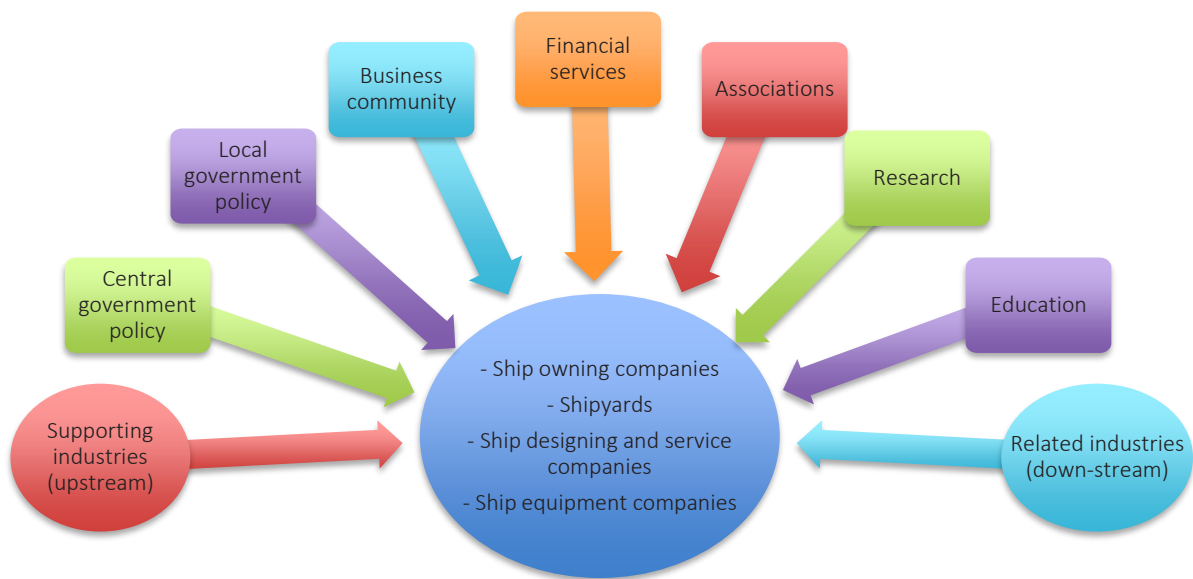 Financial
services
Business
community
Associations
Local
government
policy
Research
Central
government
policy
Education
- Ship owning companies
- Shipyards
- Ship designing and service
companies
- Ship equipment companies
Supporting
industries
(upstream)
Related industries
(down-stream)